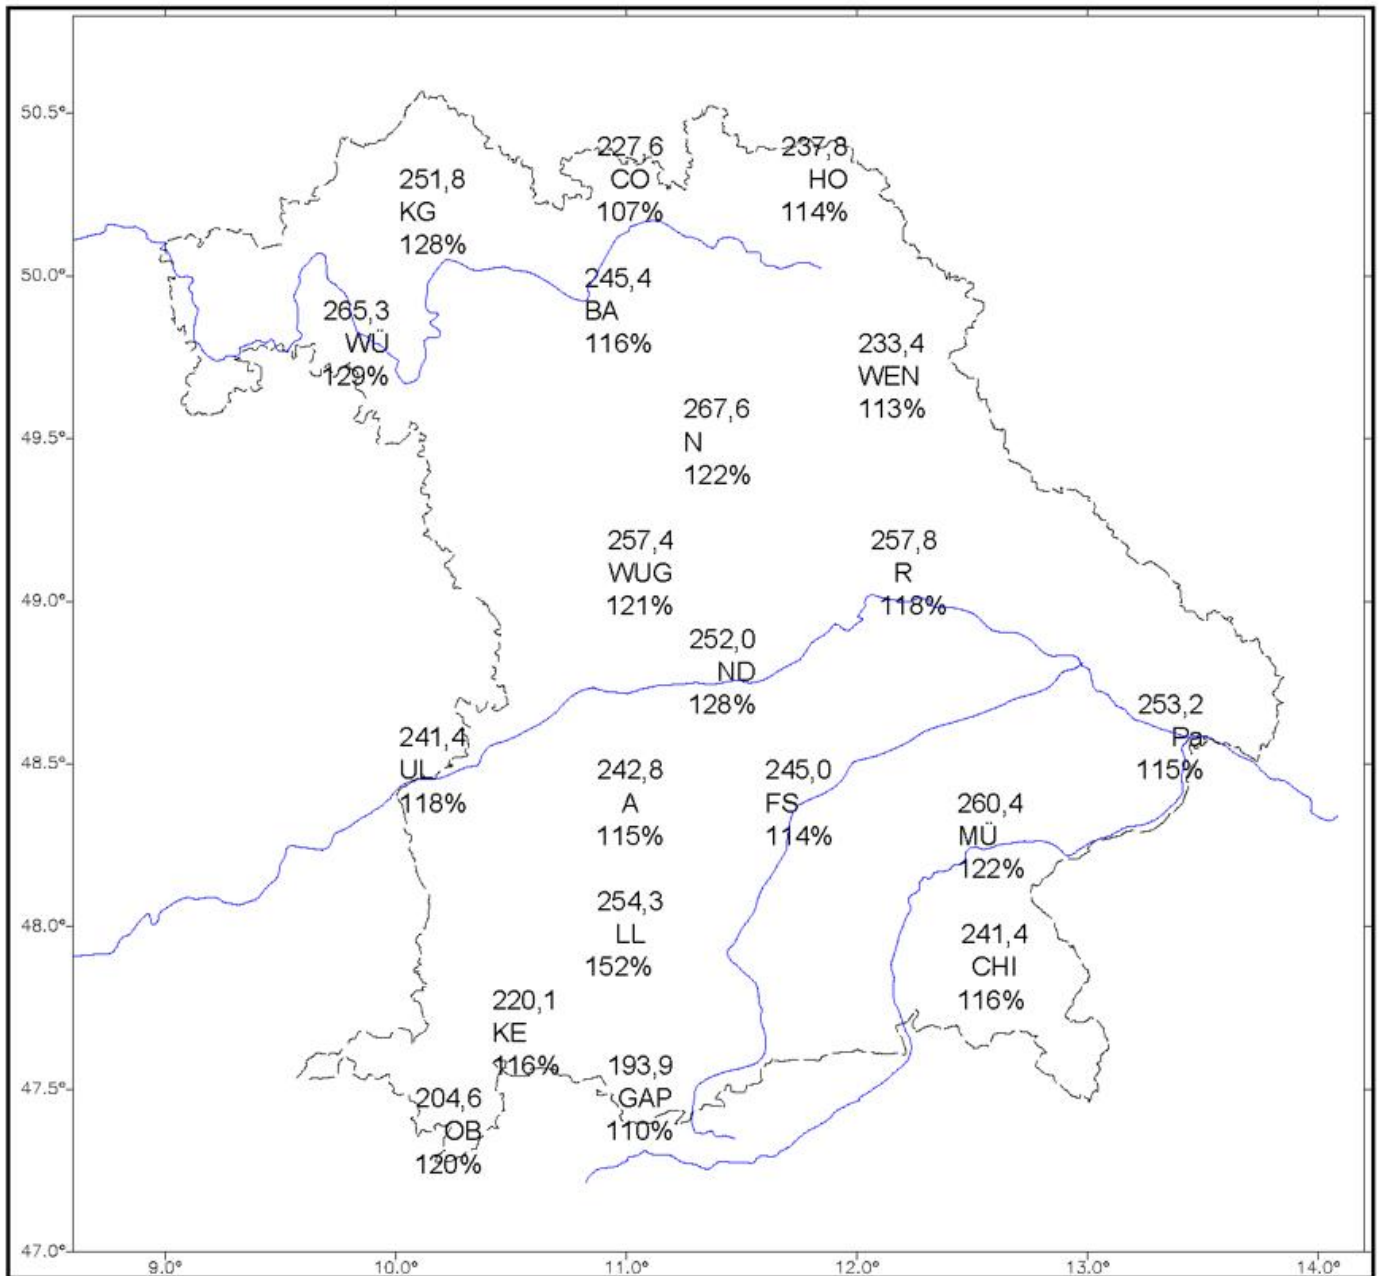 50.5°
227,6
CO
107%
237,8
HO
114%
251,8
KG
128%
50.0°
245,4
BA
116%
265,3
WÜ
129%
233,4
WEN
113%
49.5°
267,6
N
122%
257,4
WUG
121%
257,8
R
118%
49.0°
252,0
ND
128%
253,2
Pa
115%
241,4
UL
118%
48.5°
242,8
A
115%
245,0
FS
114%
260,4
MÜ
122%
254,3
LL
152%
48.0°
241,4
CHI
116%
220,1
KE
116%
193,9
GAP
110%
47.5°
204,6
OB
120%
47.0°
9.0° 10.0° 11.0° 12.0° 13.0° 14.0°